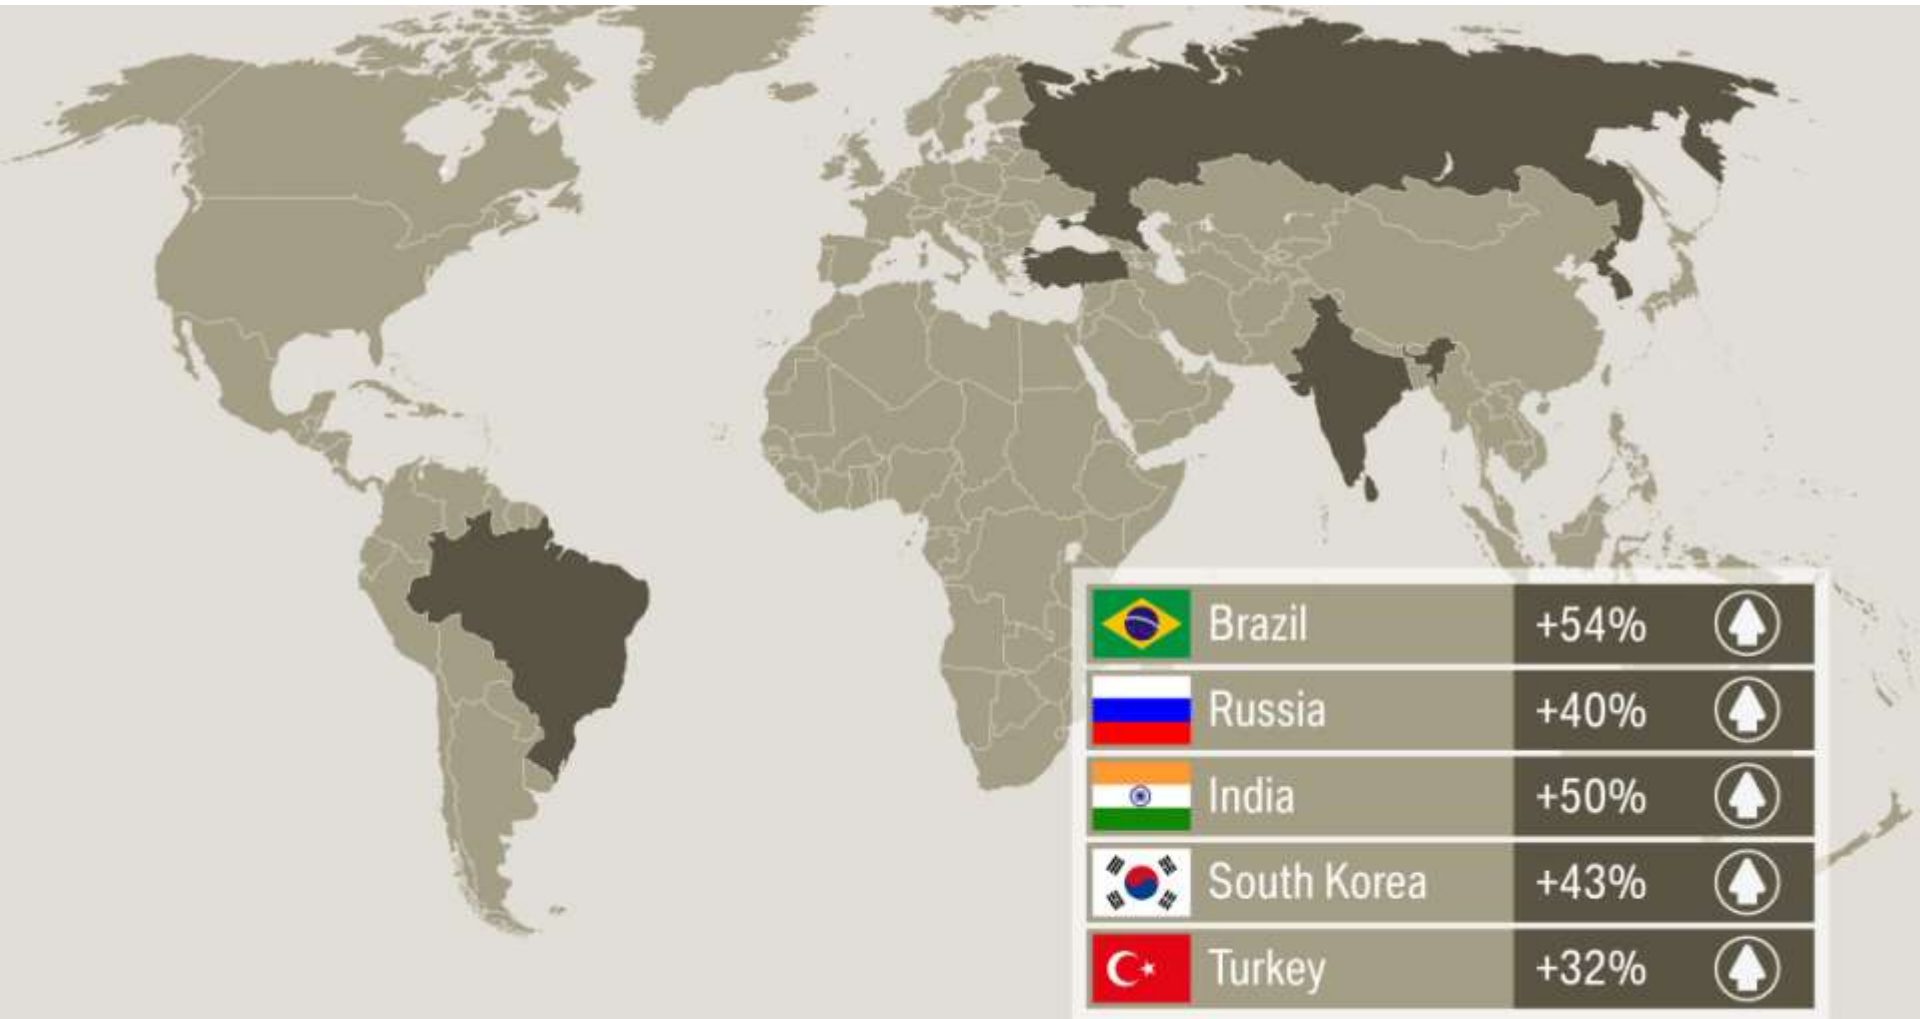 Brazil +54%
Russia +40%
India +50%
South Korea +43%
Turkey +32%